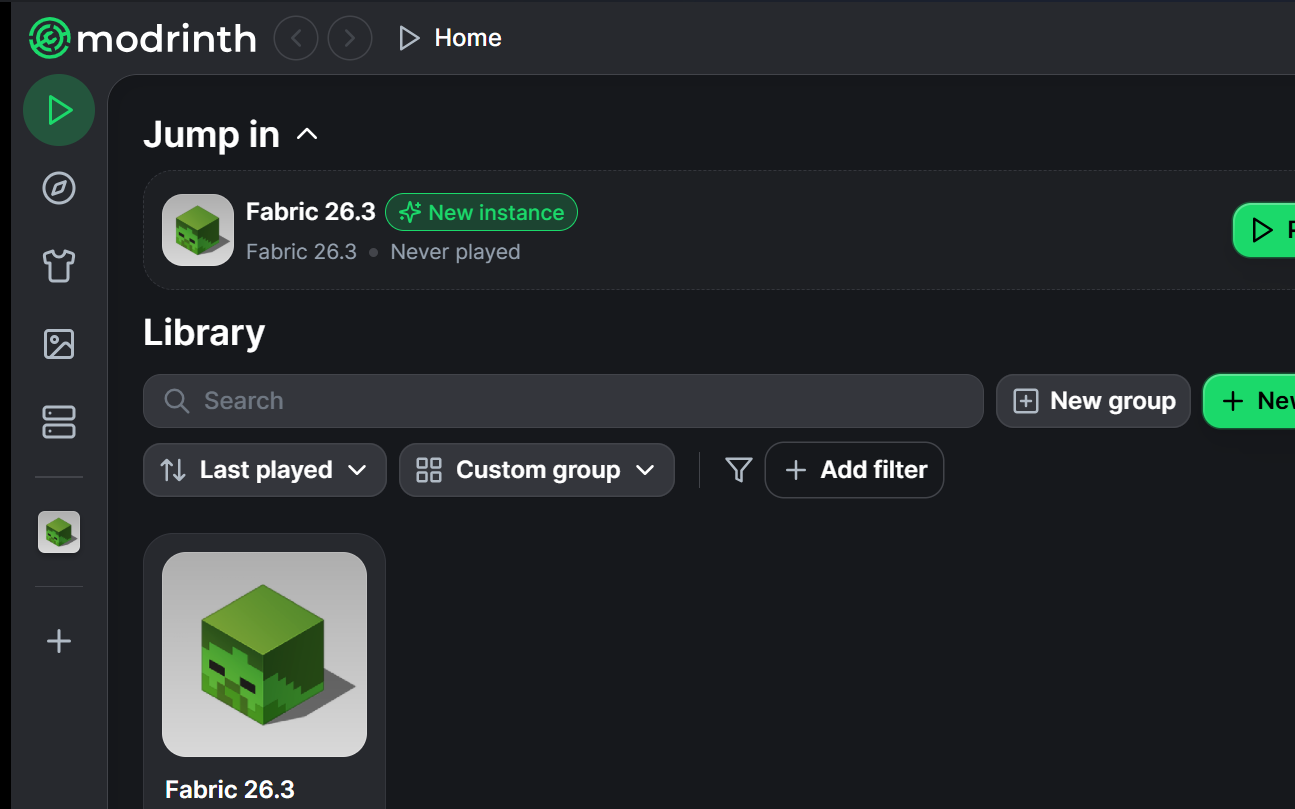 modrinth
Home
Jump in
Fabric 26.3 New instance
Fabric 26.3 • Never played
Library
Search
New group
New
Last played
Custom group
Add filter
Fabric 26.3